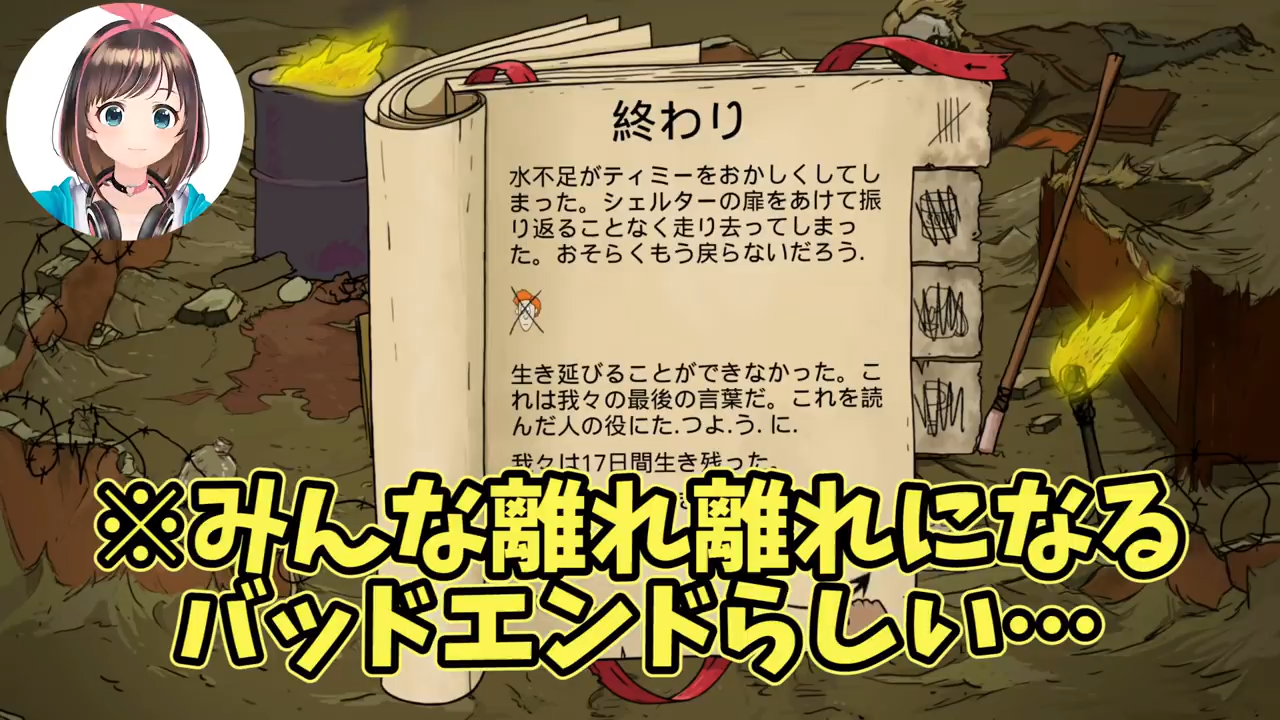 終わり
水不足がティミーをおかしくしてし
まった。シェルターの扉をあけて振
り返ることなく走り去ってしまっ
た。おそらくもう戻らないだろう.
生き延びることができなかった。こ
れは我々の最後の言葉だ。これを読
んだ人の役にた.つよ.う. に.
我々は17日間生き残った。
※みんな離れ離れになる
バッドエンドらしい…